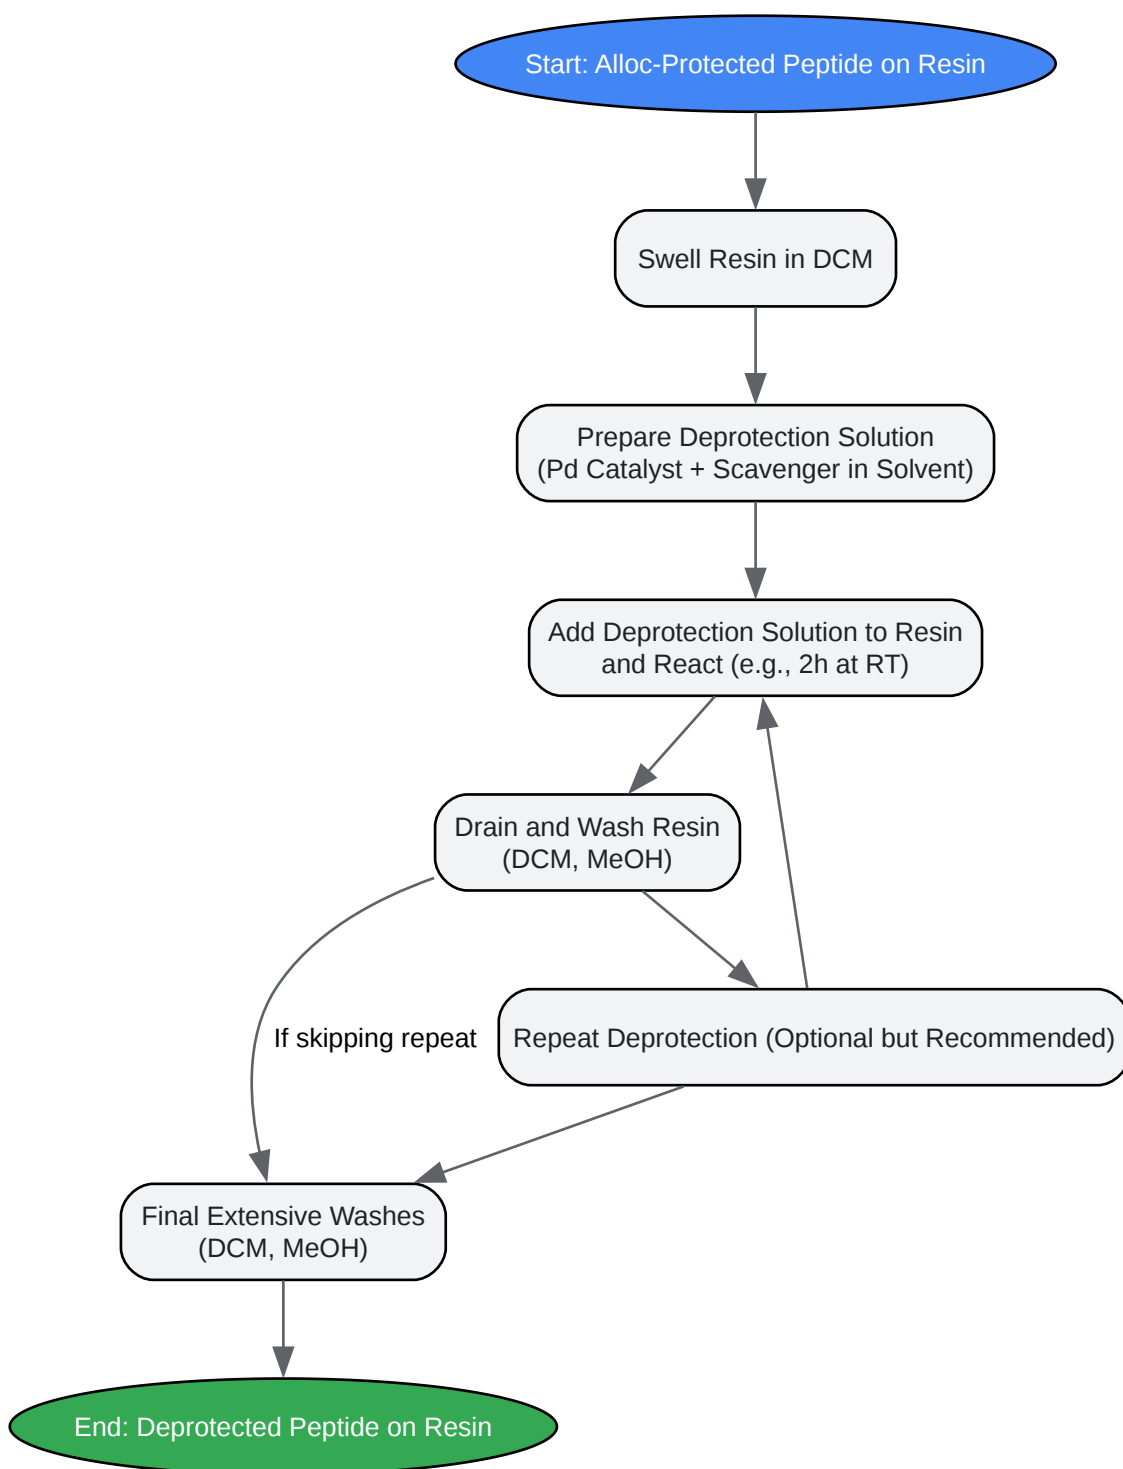 Start: Alloc-Protected Peptide on Resin
Swell Resin in DCM
Prepare Deprotection Solution
(Pd Catalyst + Scavenger in Solvent)
Add Deprotection Solution to Resin
and React (e.g., 2h at RT)
Drain and Wash Resin
(DCM, MeOH)
If skipping repeat
Repeat Deprotection (Optional but Recommended)
Final Extensive Washes
(DCM, MeOH)
End: Deprotected Peptide on Resin